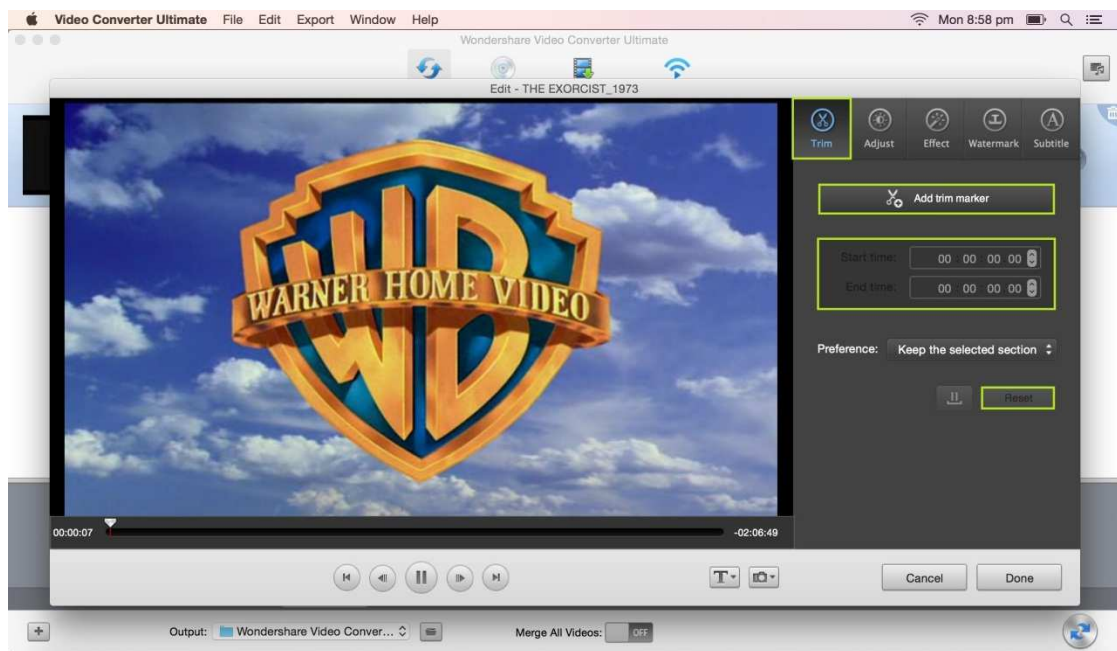 Video Converter Ultimate File Edit Export Window Help Mon 8:58 pm
Wondershare Video Converter Ultimate
Edit - THE EXORCIST_1973
Trim Adjust Effect Watermark Subtitle
WB
WARNER HOME VIDEO
Add trim marker
Start time: 00 : 00 : 00 . 00
End time: 00 : 00 : 00 . 00
Preference: Keep the selected section
Reset
00:00:07 -02:06:49
T
Cancel Done
Output: Wondershare Video Conver... Merge All Videos: OFF